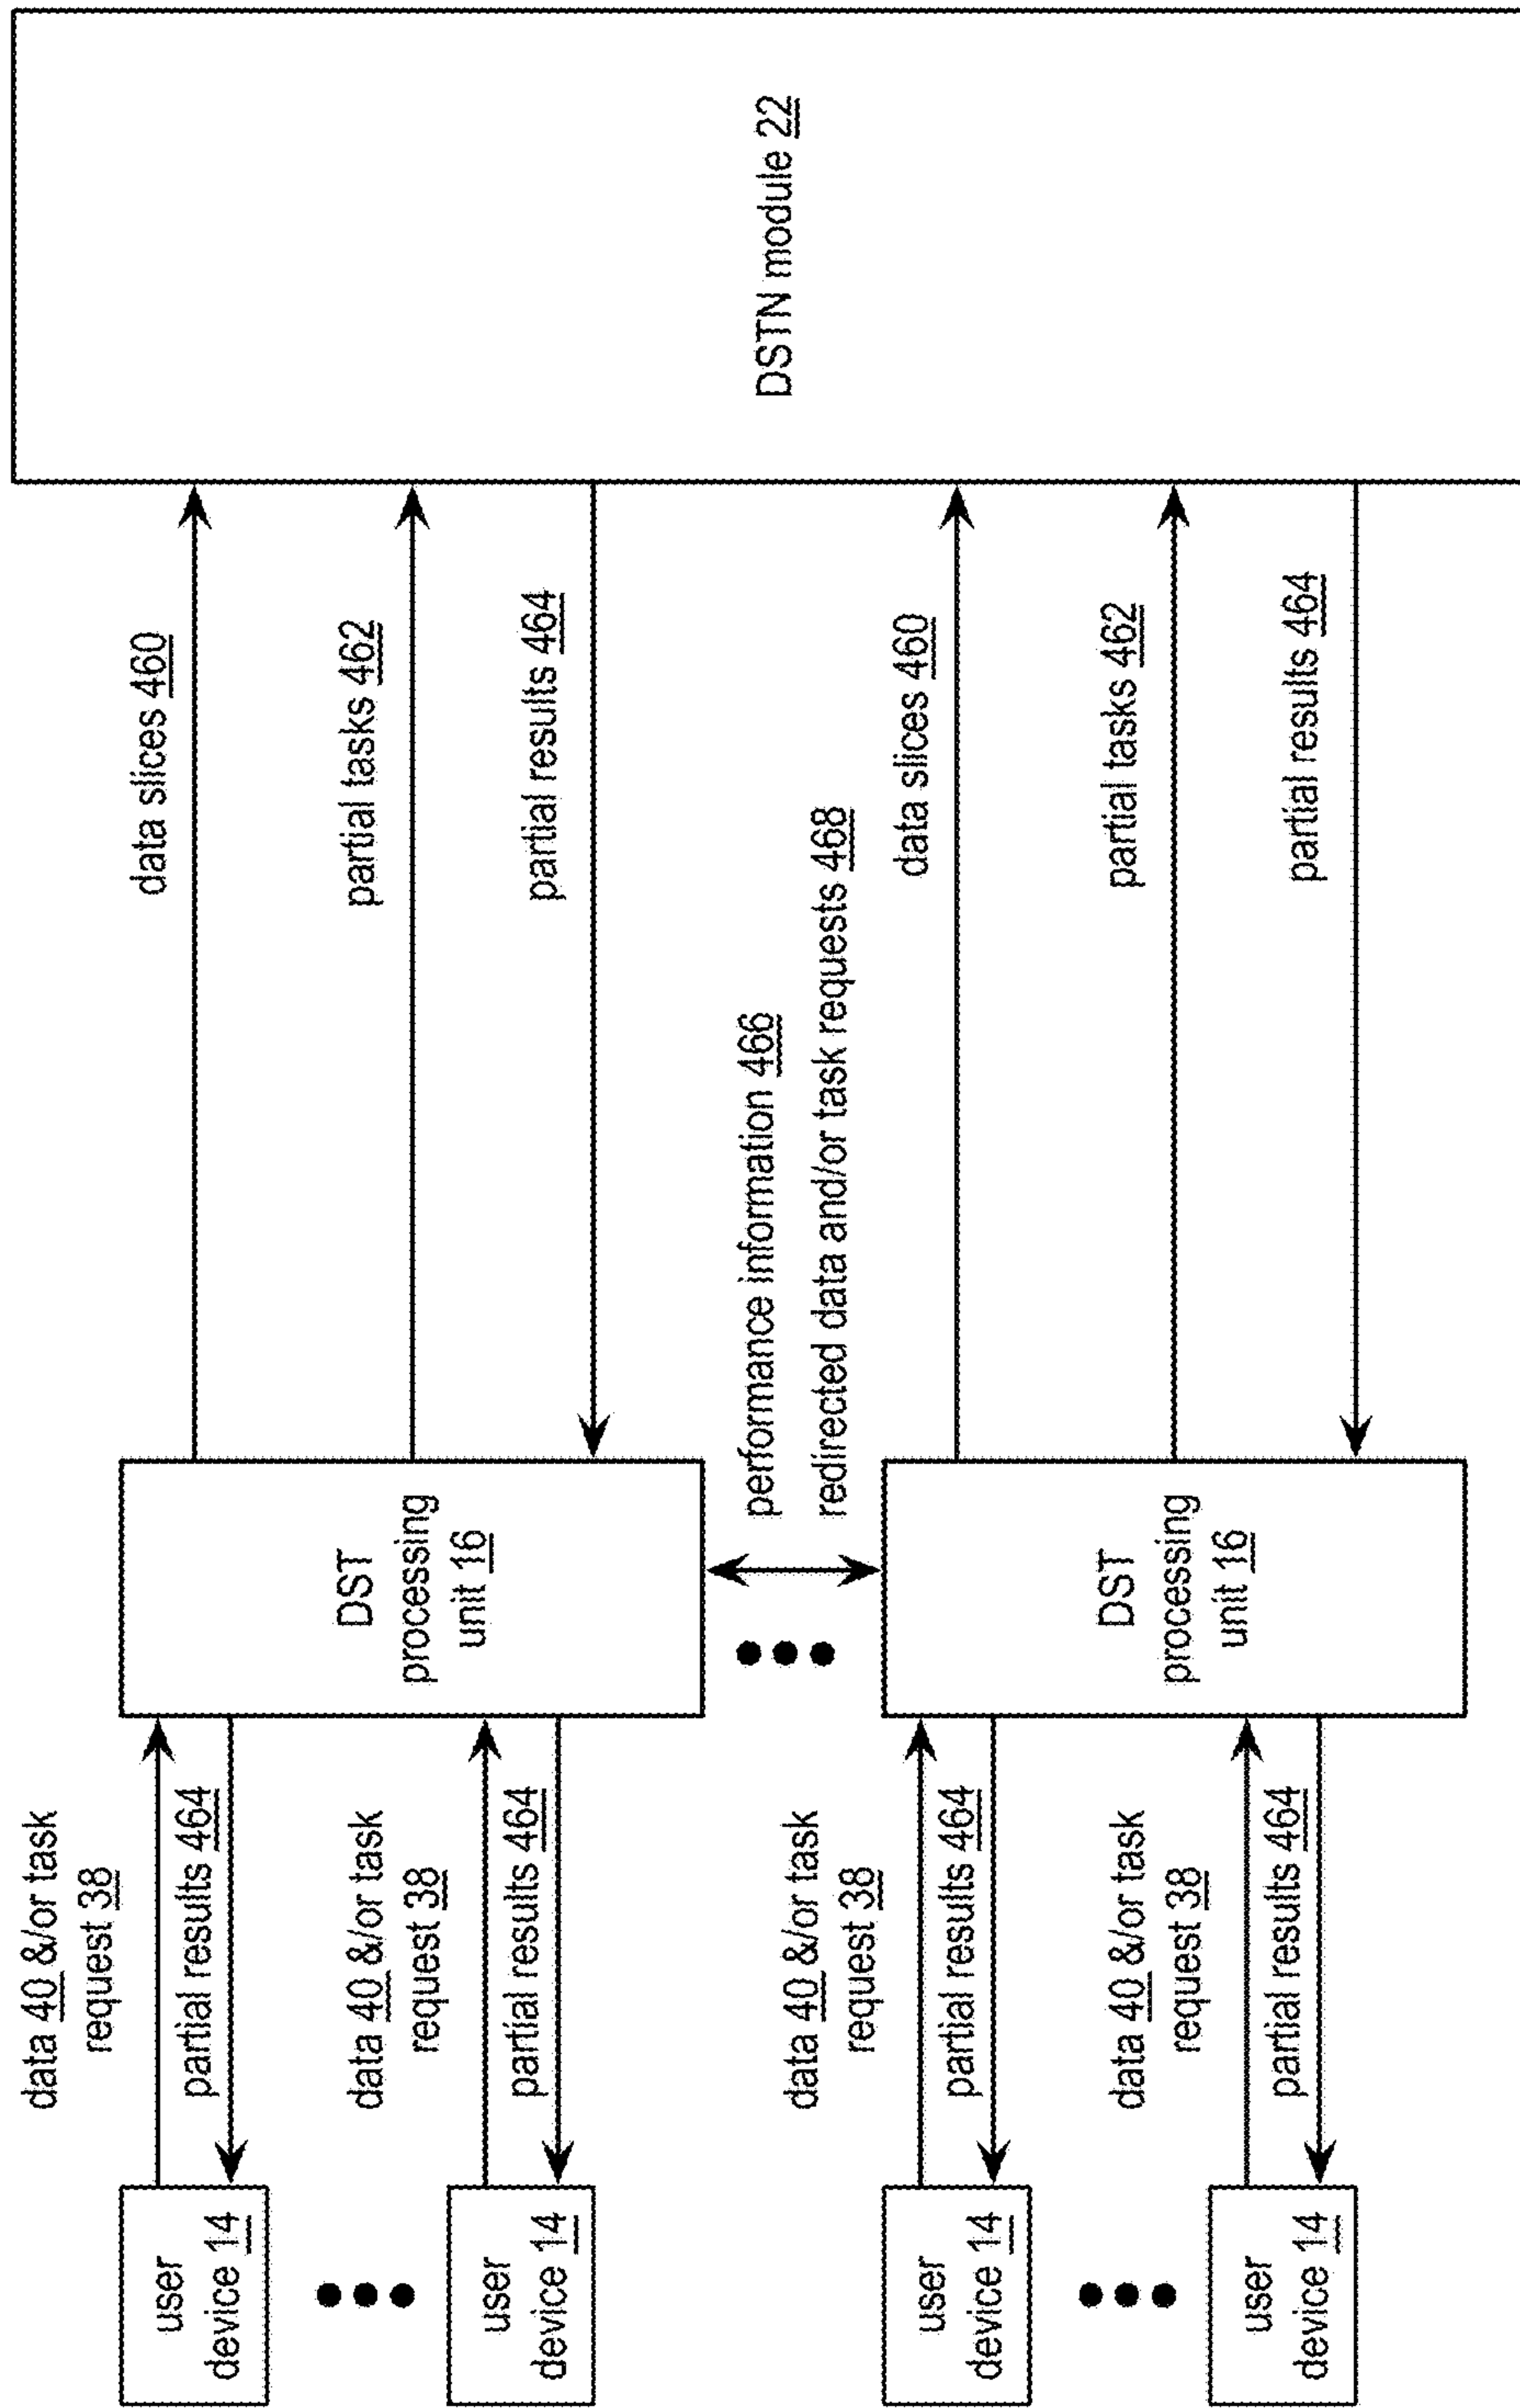 data 40 &/or task
request 38
partial results 464
user
device 14
data 40 &/or task
request 38
partial results 464
user
device 14
DST
processing
unit 16
data slices 460
partial tasks 462
partial results 464
performance information 466
redirected data and/or task requests 468
DSTN module 22
data 40 &/or task
request 38
partial results 464
user
device 14
data 40 &/or task
request 38
partial results 464
user
device 14
DST
processing
unit 16
data slices 460
partial tasks 462
partial results 464